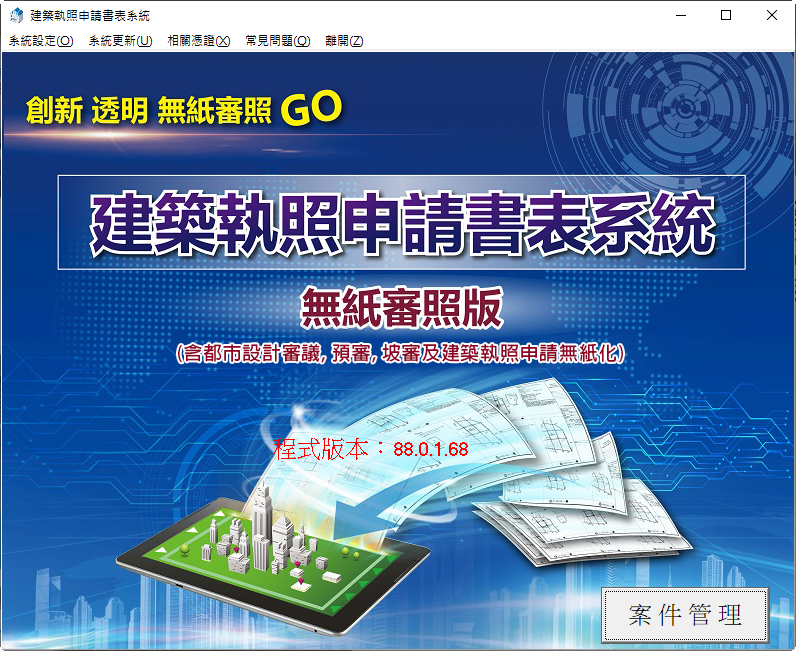 建築執照申請書表系統
系統設定(O) 系統更新(U) 相關憑證(X) 常見問題(Q) 離開(Z)
創新 透明 無紙審照 GO
建築執照申請書表系統
無紙審照版
(含都市設計審議, 預審, 坡審及建築執照申請無紙化)
程式版本：88.0.1.68
案件管理